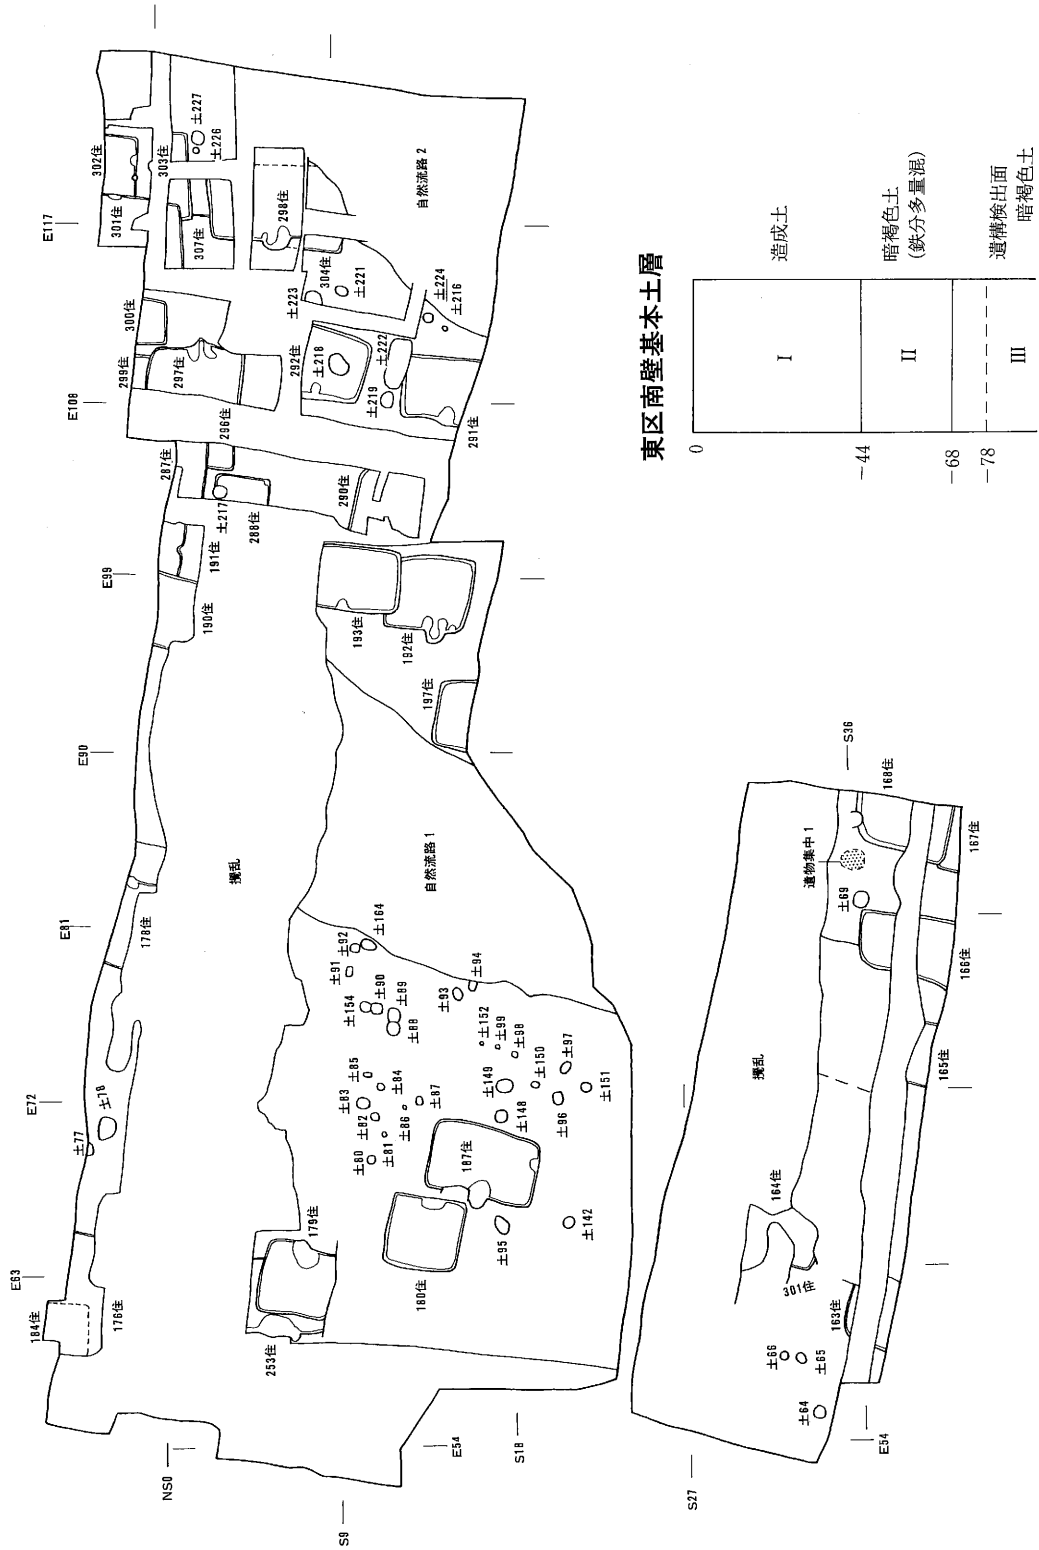 E117
E108
E99
E90
E81
E72
E63
E54
NS0
S9
S18
302住
301住
303住
土227
土226
307住
298住
自然流路 2
304住
土221
土223
土224
土216
300住
299住
297住
292住
土218
土222
土219
291住
296住
287住
土217
288住
290住
191住
190住
193住
192住
197住
攪乱
自然流路 1
178住
土92
土164
土91
土154
土90
土89
土88
土93
土94
土152
土99
土98
土150
土97
土149
土151
土148
土96
土85
土83
土84
土82
土87
土86
土80
土81
187住
土95
土142
180住
179住
253住
土78
土77
184住
176住
東区南壁基本土層
0
-44
-68
-78
I
II
III
造成土
暗褐色土
(鉄分多量混)
遺構検出面
暗褐色土
S36
S27
E54
168住
遺物集中 1
167住
土69
166住
165住
攪乱
164住
301住
163住
土66
土65
土64